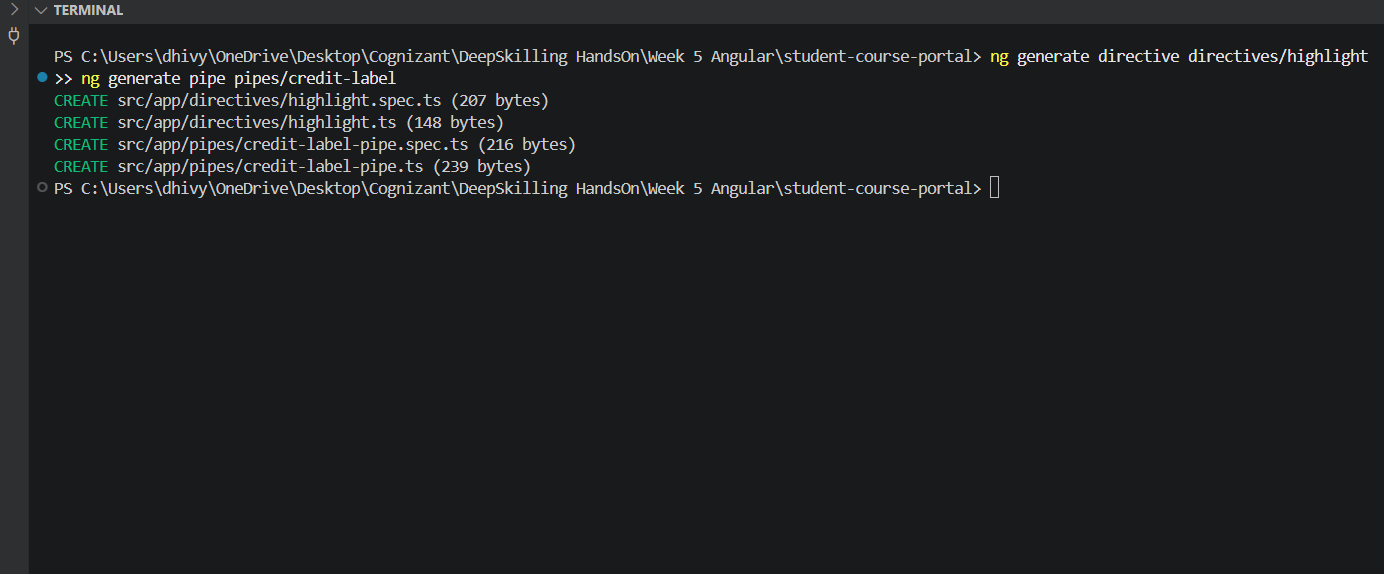 TERMINAL
PS C:\Users\dhivy\OneDrive\Desktop\Cognizant\DeepSkilling HandsOn\Week 5 Angular\student-course-portal> ng generate directive directives/highlight
>> ng generate pipe pipes/credit-label
CREATE src/app/directives/highlight.spec.ts (207 bytes)
CREATE src/app/directives/highlight.ts (148 bytes)
CREATE src/app/pipes/credit-label-pipe.spec.ts (216 bytes)
CREATE src/app/pipes/credit-label-pipe.ts (239 bytes)
PS C:\Users\dhivy\OneDrive\Desktop\Cognizant\DeepSkilling HandsOn\Week 5 Angular\student-course-portal>